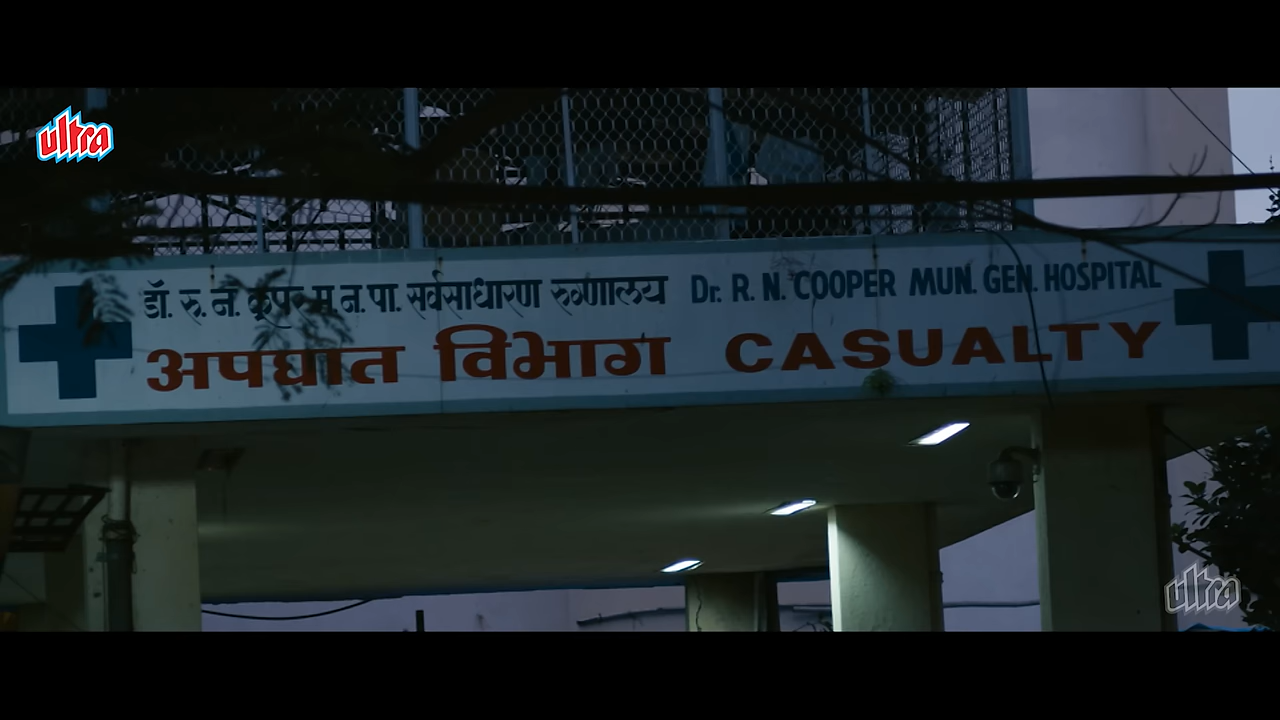 ultra
डॉ. रु. न. कूपर म.न.पा. सर्वसाधारण रुग्णालय Dr. R. N. COOPER MUN. GEN. HOSPITAL
अपघात विभाग CASUALTY
ultra